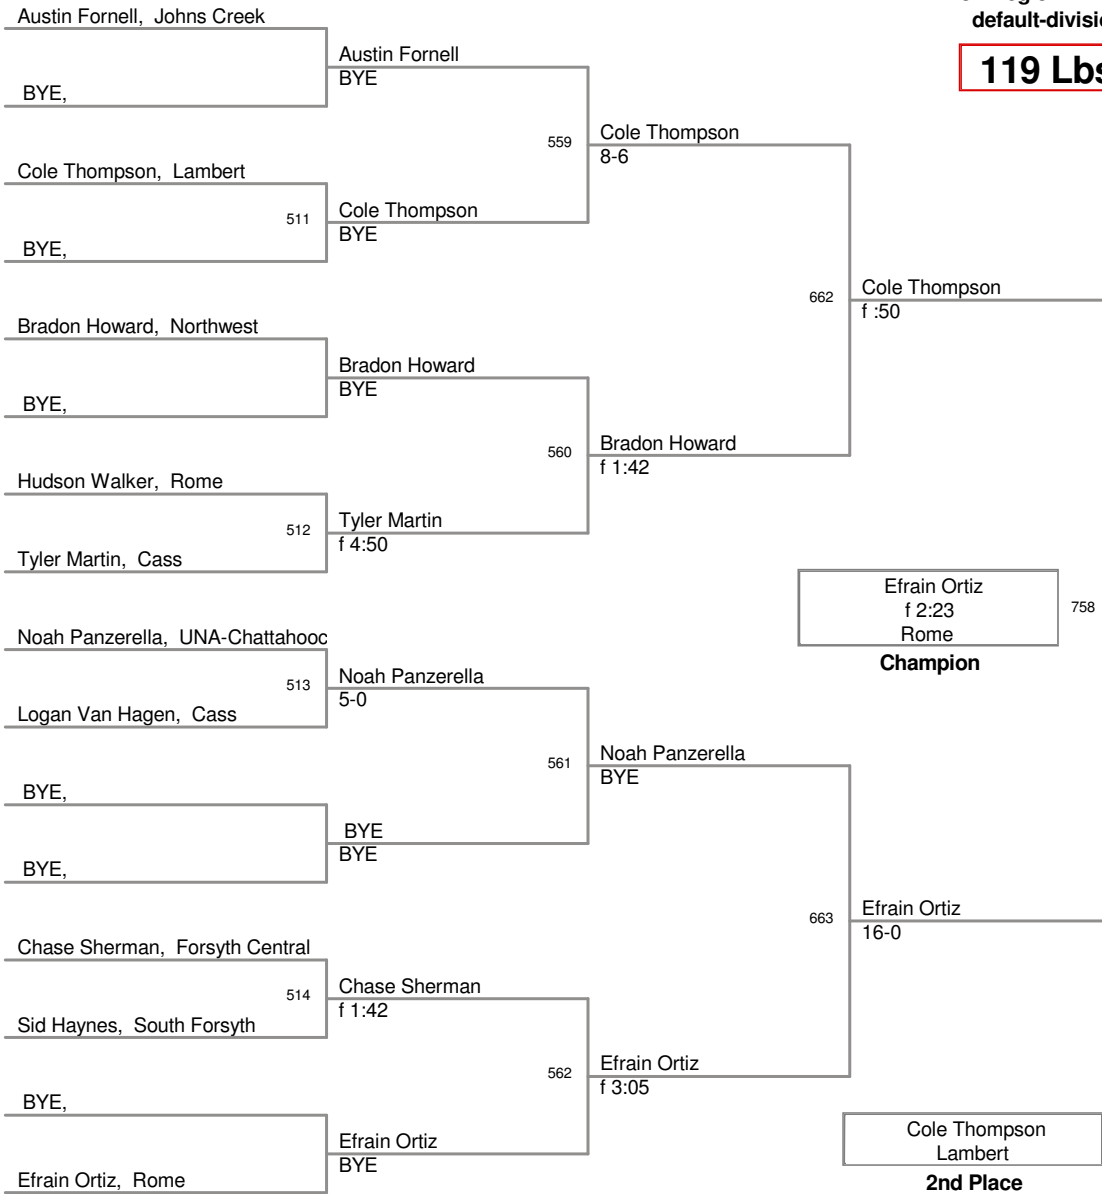 default-divisi
119 Lbs
Austin Fornell, Johns Creek
BYE,
Cole Thompson, Lambert
511
BYE,
Bradon Howard, Northwest
BYE,
Hudson Walker, Rome
512
Tyler Martin, Cass
Noah Panzerella, UNA-Chattahooc
513
Logan Van Hagen, Cass
BYE,
BYE,
Chase Sherman, Forsyth Central
514
Sid Haynes, South Forsyth
BYE,
Efrain Ortiz, Rome
Austin Fornell
BYE
559
Cole Thompson
BYE
Bradon Howard
BYE
560
Tyler Martin
f 4:50
Noah Panzerella
5-0
561
BYE
BYE
Chase Sherman
f 1:42
562
Efrain Ortiz
BYE
Cole Thompson
8-6
662
Bradon Howard
f 1:42
Noah Panzerella
BYE
663
Efrain Ortiz
f 3:05
Cole Thompson
f :50
Efrain Ortiz
16-0
Efrain Ortiz
f 2:23
Rome
758
Champion
Cole Thompson
Lambert
2nd Place